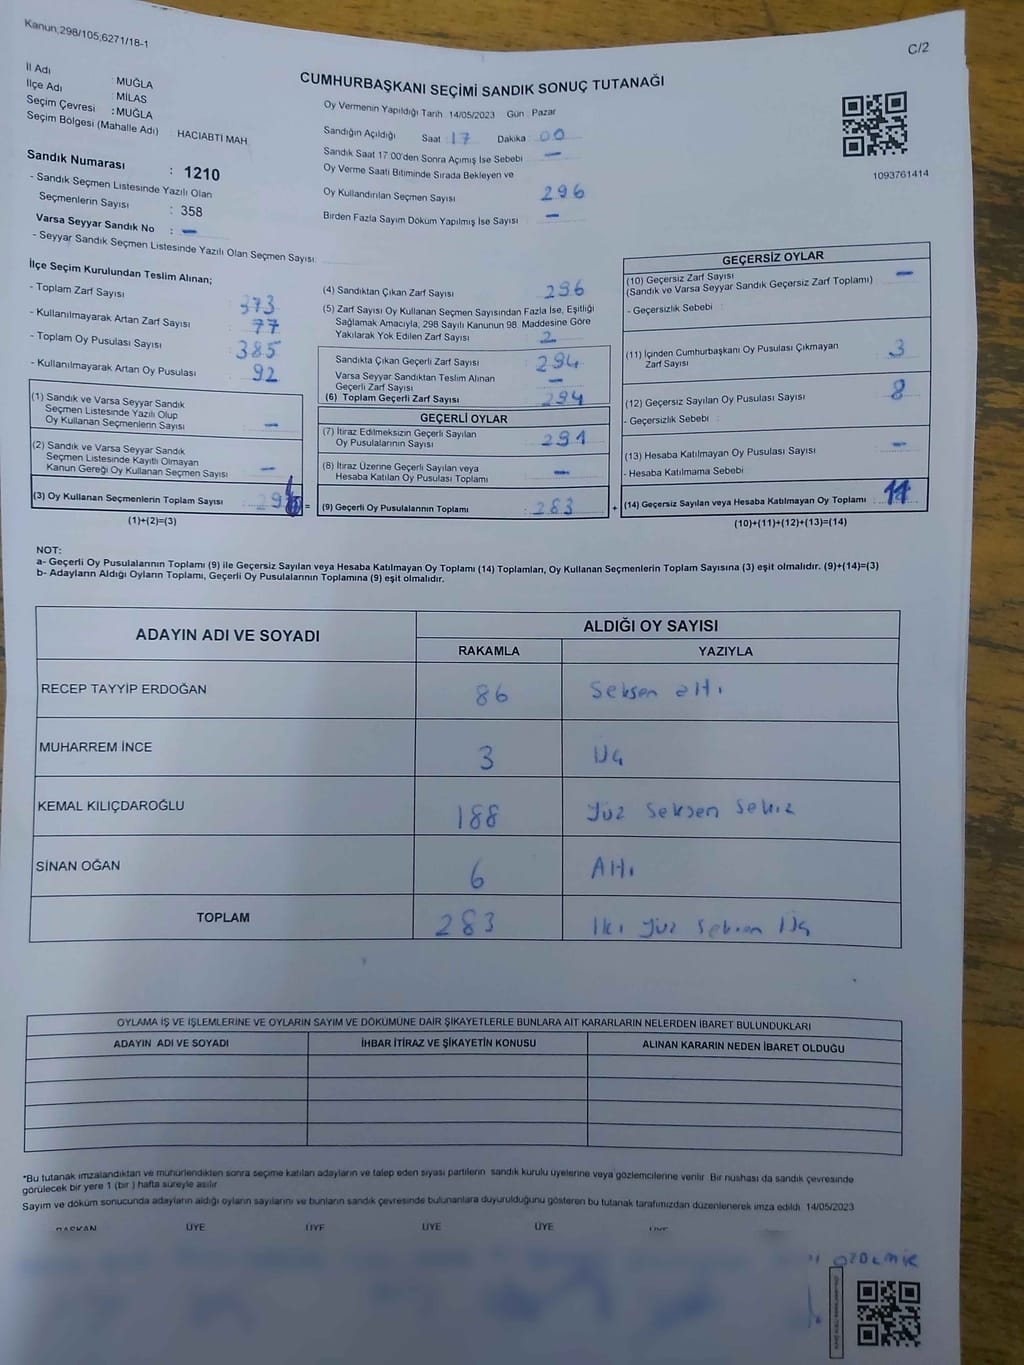 Kanun,298/105,6271/18-1
C/2
İl Adı : MUĞLA
İlçe Adı : MİLAS
Seçim Çevresi : MUĞLA
Seçim Bölgesi (Mahalle Adı) : HACIABTI MAH
Sandık Numarası : 1210
- Sandık Seçmen Listesinde Yazılı Olan
Seçmenlerin Sayısı : 358
Varsa Seyyar Sandık No : –
- Seyyar Sandık Seçmen Listesinde Yazılı Olan Seçmen Sayısı:
CUMHURBAŞKANI SEÇİMİ SANDIK SONUÇ TUTANAĞI
Oy Vermenin Yapıldığı Tarih 14/05/2023 Gün : Pazar
Sandığın Açıldığı Saat 17 Dakika 00
Sandık Saat 17:00'den Sonra Açımış İse Sebebi –
Oy Verme Saati Bitiminde Sırada Bekleyen ve
Oy Kullandırılan Seçmen Sayısı 296
Birden Fazla Sayım Döküm Yapılmış İse Sayısı –
1093761414
İlçe Seçim Kurulundan Teslim Alınan;
- Toplam Zarf Sayısı : 373
- Kullanılmayarak Artan Zarf Sayısı : 77
- Toplam Oy Pusulası Sayısı : 385
- Kullanılmayarak Artan Oy Pusulası : 92
(1) Sandık ve Varsa Seyyar Sandık
Seçmen Listesinde Yazılı Olup
Oy Kullanan Seçmenlerin Sayısı : –
(2) Sandık ve Varsa Seyyar Sandık
Seçmen Listesinde Kayıtlı Olmayan
Kanun Gereği Oy Kullanan Seçmen Sayısı : –
(3) Oy Kullanan Seçmenlerin Toplam Sayısı : =
(1)+(2)=(3)
(4) Sandıktan Çıkan Zarf Sayısı : 296
(5) Zarf Sayısı Oy Kullanan Seçmen Sayısından Fazla İse, Eşitliği
Sağlamak Amacıyla, 298 Sayılı Kanunun 98. Maddesine Göre
Yakılarak Yok Edilen Zarf Sayısı : 2
Sandıkta Çıkan Geçerli Zarf Sayısı : 294
Varsa Seyyar Sandıktan Teslim Alınan
Geçerli Zarf Sayısı : –
(6) Toplam Geçerli Zarf Sayısı : 294
GEÇERLİ OYLAR
(7) İtiraz Edilmeksizin Geçerli Sayılan
Oy Pusulalarının Sayısı : 291
(8) İtiraz Üzerine Geçerli Sayılan veya
Hesaba Katılan Oy Pusulası Toplamı : –
(9) Geçerli Oy Pusulalarının Toplamı : 283 +
GEÇERSİZ OYLAR
(10) Geçersiz Zarf Sayısı
(Sandık ve Varsa Seyyar Sandık Geçersiz Zarf Toplamı) : –
- Geçersizlik Sebebi :
(11) İçinden Cumhurbaşkanı Oy Pusulası Çıkmayan
Zarf Sayısı : 3
(12) Geçersiz Sayılan Oy Pusulası Sayısı : 8
- Geçersizlik Sebebi :
(13) Hesaba Katılmayan Oy Pusulası Sayısı : –
- Hesaba Katılmama Sebebi
(14) Geçersiz Sayılan veya Hesaba Katılmayan Oy Toplamı : 11
(10)+(11)+(12)+(13)=(14)
NOT:
a- Geçerli Oy Pusulalarının Toplamı (9) ile Geçersiz Sayılan veya Hesaba Katılmayan Oy Toplamı (14) Toplamları, Oy Kullanan Seçmenlerin Toplam Sayısına (3) eşit olmalıdır. (9)+(14)=(3)
b- Adayların Aldığı Oyların Toplamı, Geçerli Oy Pusulalarının Toplamına (9) eşit olmalıdır.
ADAYIN ADI VE SOYADI ALDIĞI OY SAYISI
RAKAMLA YAZIYLA
RECEP TAYYİP ERDOĞAN 86 Seksen altı
MUHARREM İNCE 3 Üç
KEMAL KILIÇDAROĞLU 188 Yüz Seksen Sekiz
SİNAN OĞAN 6 Altı
TOPLAM 283 İki Yüz Seksen Üç
OYLAMA İŞ VE İŞLEMLERİNE VE OYLARIN SAYIM VE DÖKÜMÜNE DAİR ŞİKAYETLERLE BUNLARA AİT KARARLARIN NELERDEN İBARET BULUNDUKLARI
ADAYIN ADI VE SOYADI İHBAR İTİRAZ VE ŞİKAYETİN KONUSU ALINAN KARARIN NEDEN İBARET OLDUĞU
*Bu tutanak imzalandıktan ve mühürlendikten sonra seçime katılan adayların ve talep eden siyasi partilerin sandık kurulu üyelerine veya gözlemcilerine verilir. Bir nüshası da sandık çevresinde
görülecek bir yere 1 (bir) hafta süreyle asılır
Sayım ve döküm sonucunda adayların aldığı oyların sayılarını ve bunların sandık çevresinde bulunanlara duyurulduğunu gösteren bu tutanak tarafımızdan düzenlenerek imza edildi. 14/05/2023
BAŞKAN ÜYE ÜYE ÜYE ÜYE ÜYE